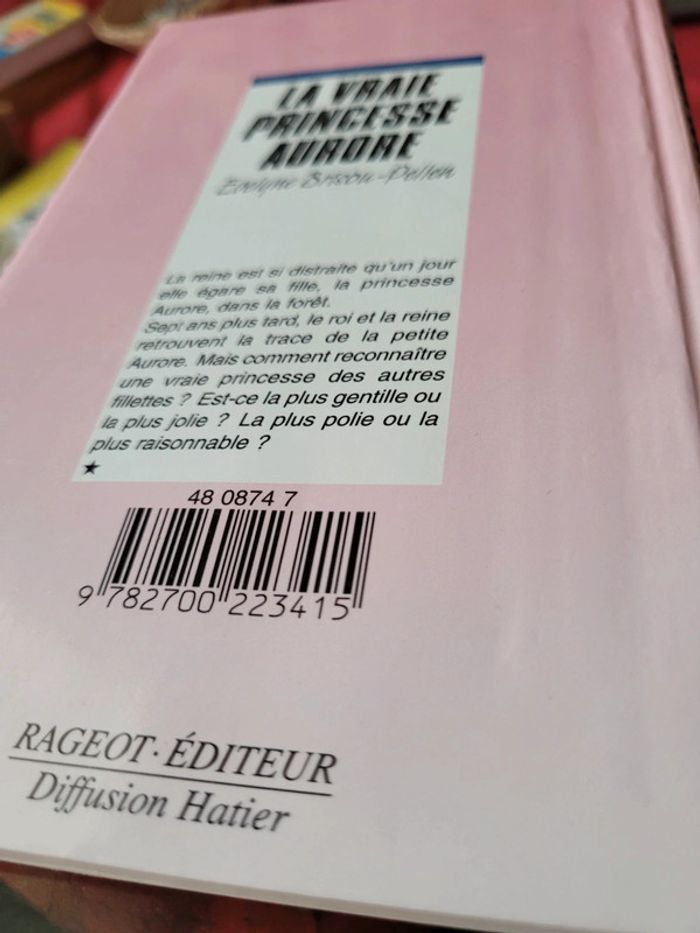 LA VRAIE
PRINCESSE
AURORE
Evelyne Brisou-Pellen
La reine est si distraite qu'un jour
elle égare sa fille, la princesse
Aurore, dans la forêt.
Sept ans plus tard, le roi et la reine
retrouvent la trace de la petite
Aurore. Mais comment reconnaître
une vraie princesse des autres
fillettes ? Est-ce la plus gentille ou
la plus jolie ? La plus polie ou la
plus raisonnable ?
★
48 0874 7
9 782700 223415
RAGEOT·ÉDITEUR
Diffusion Hatier